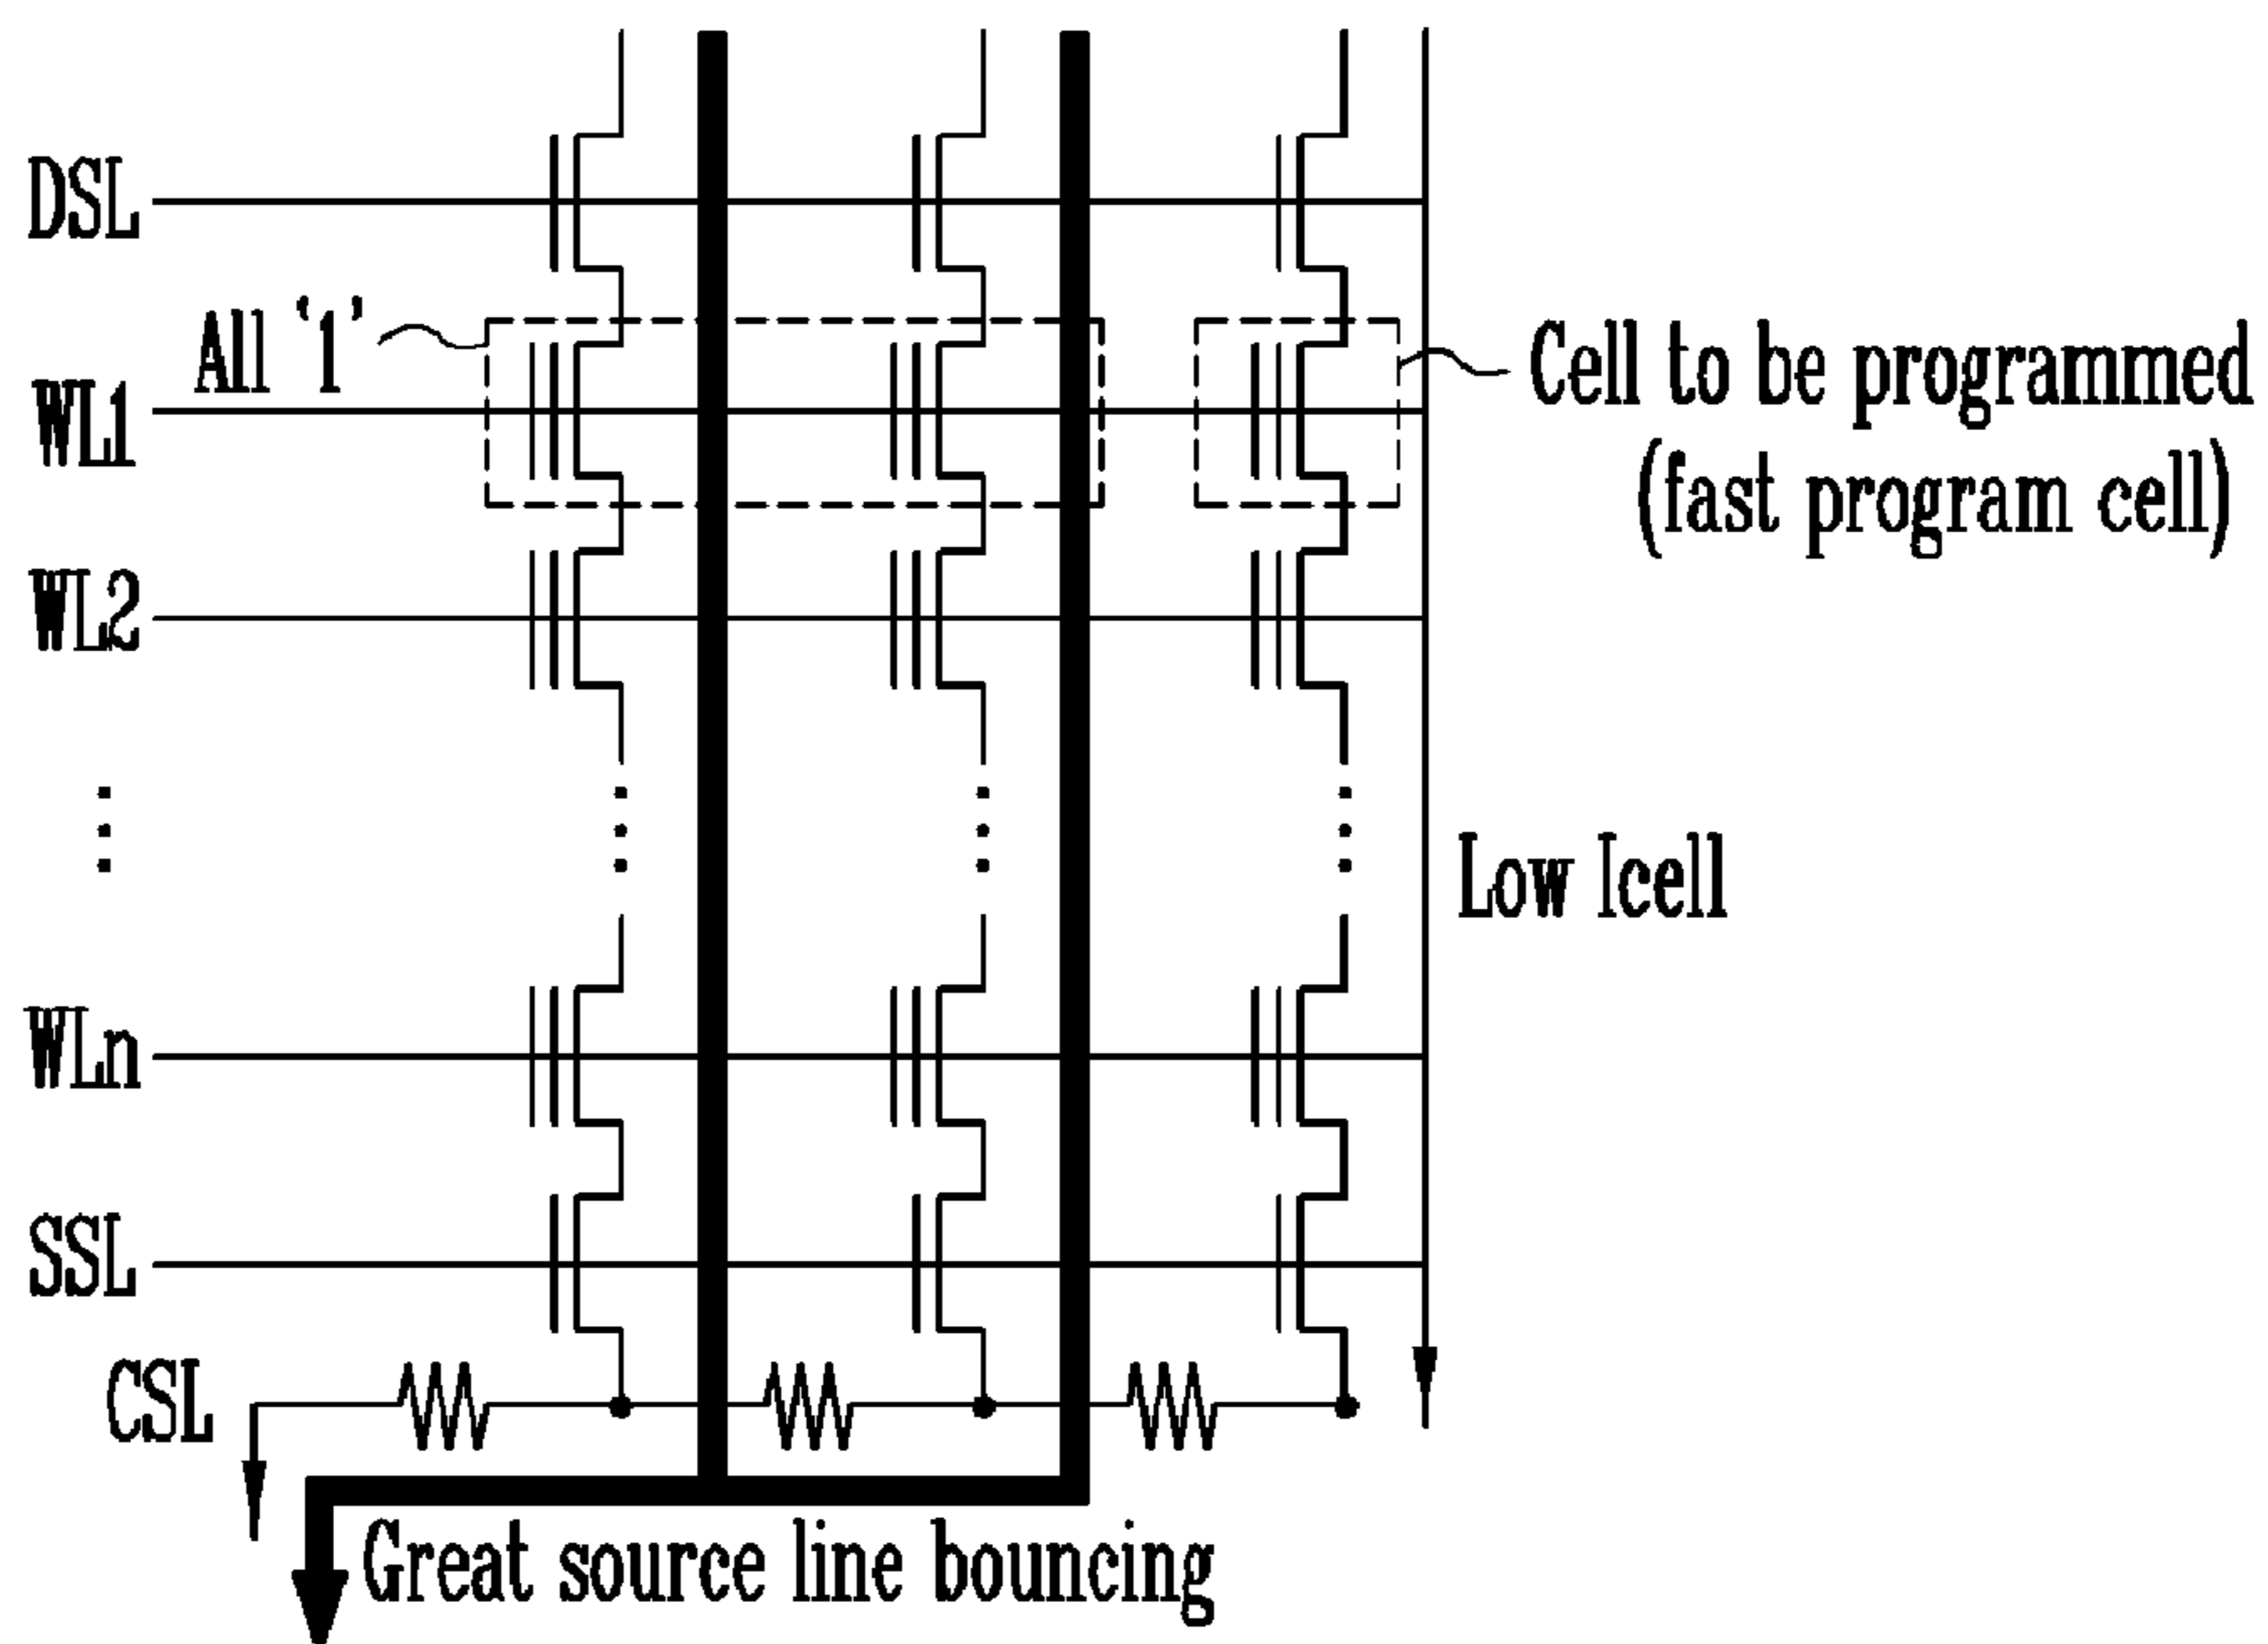 DSL
All ‘1’
WL1
Cell to be programmed
(fast program cell)
WL2
Low Icell
WLn
SSL
CSL
Great source line bouncing